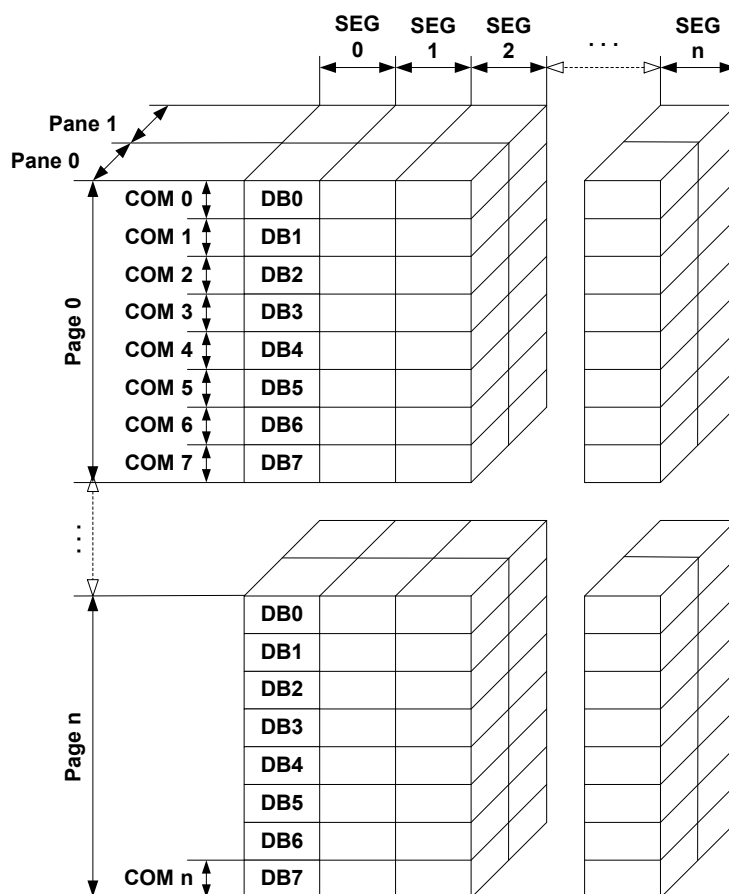 SEG 0
SEG 1
SEG 2
. . .
SEG n
Pane 1
Pane 0
Page 0
COM 0 DB0
COM 1 DB1
COM 2 DB2
COM 3 DB3
COM 4 DB4
COM 5 DB5
COM 6 DB6
COM 7 DB7
. . .
Page n
DB0
DB1
DB2
DB3
DB4
DB5
DB6
COM n DB7